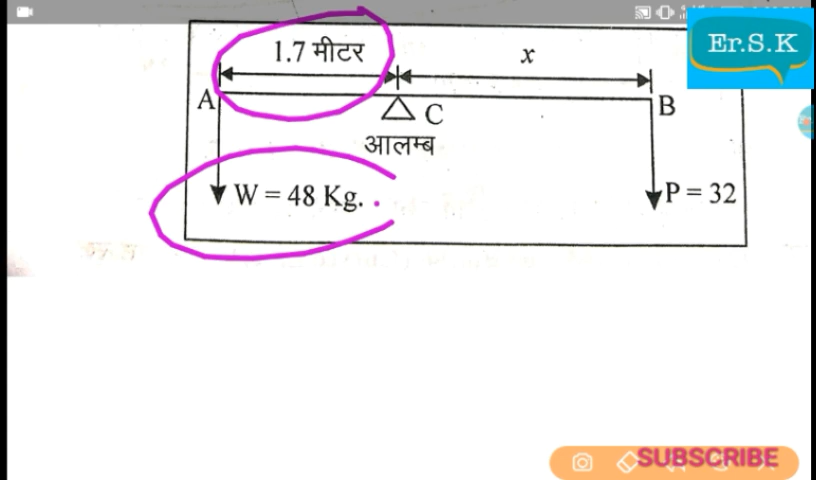 Er.S.K
1.7 मीटर
x
A
C
B
आलम्ब
W = 48 Kg.
P = 32
SUBSCRIBE